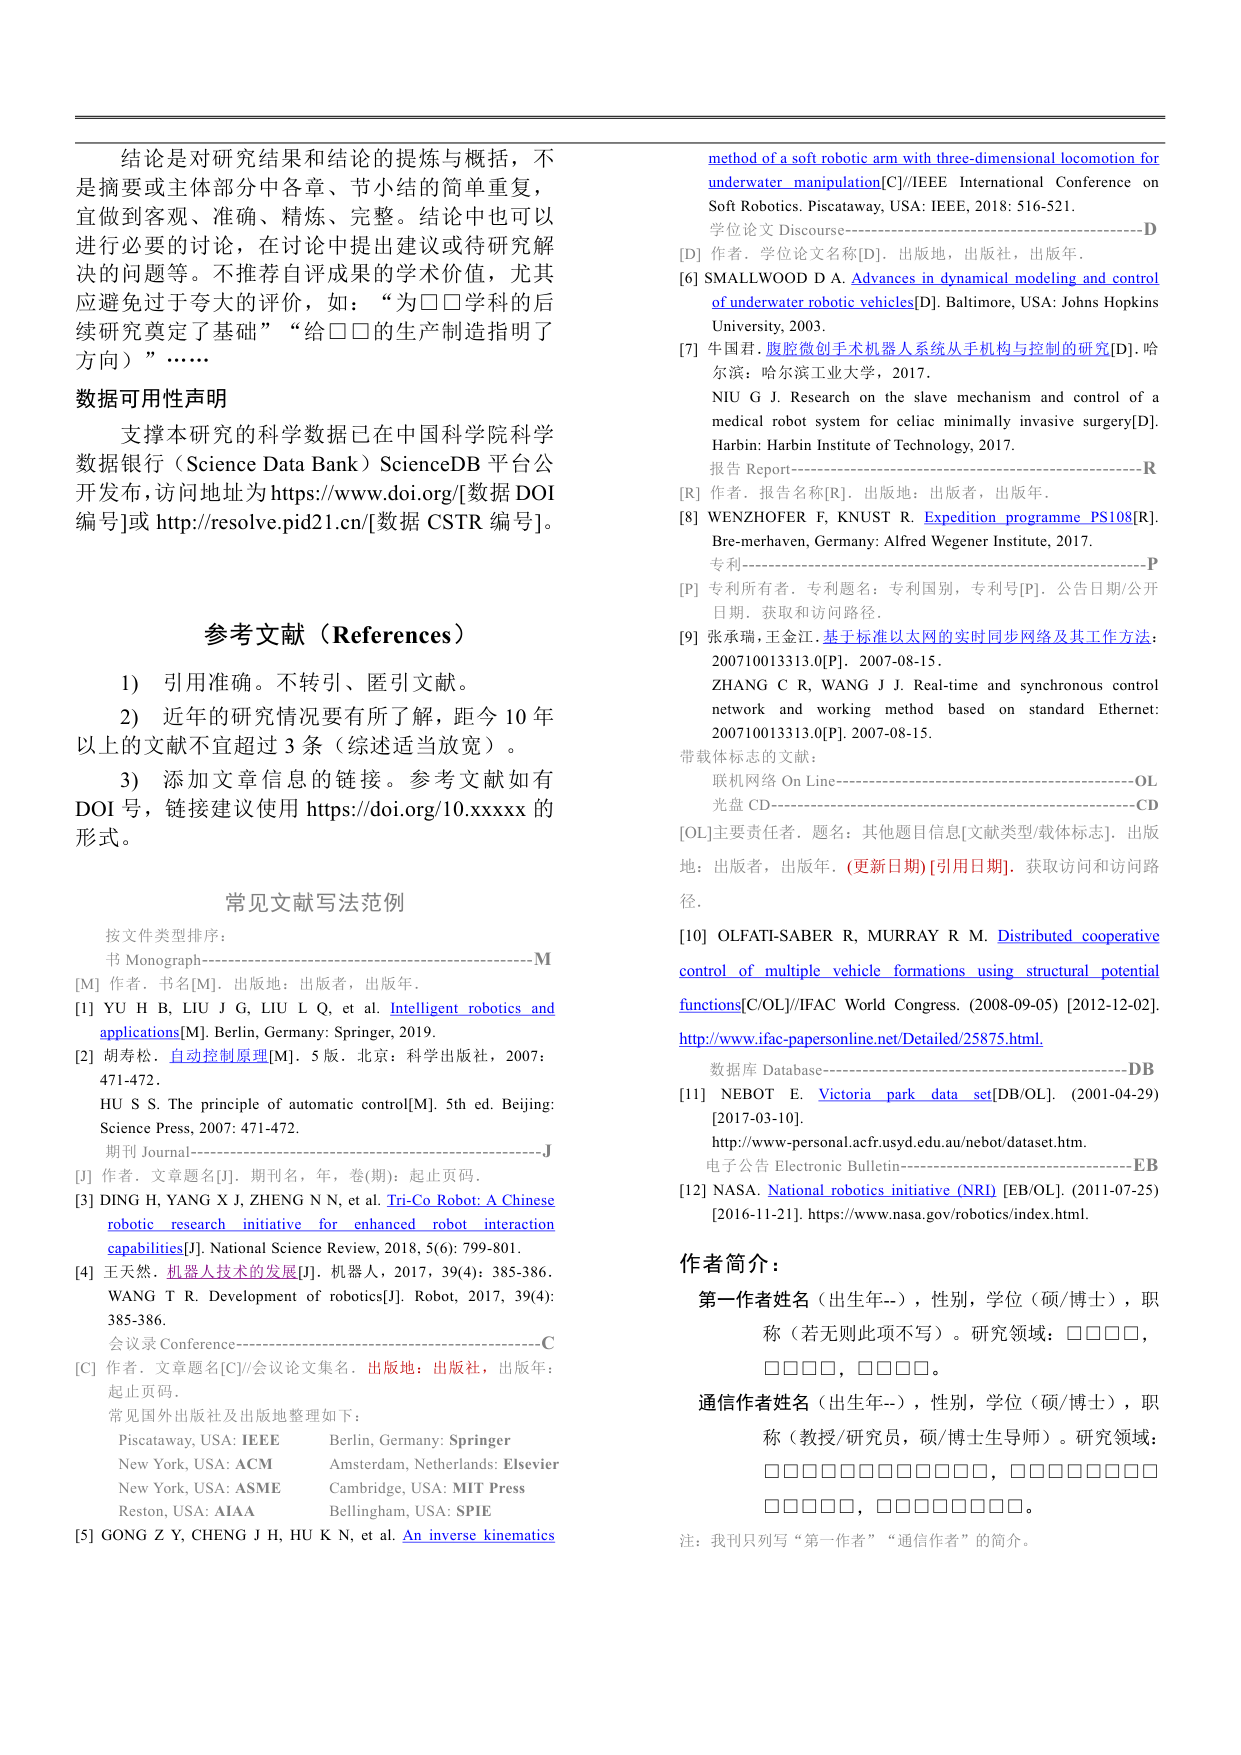 结论是对研究结果和结论的提炼与概括，不
是摘要或主体部分中各章、节小结的简单重复，
宜做到客观、准确、精炼、完整。结论中也可以
进行必要的讨论，在讨论中提出建议或待研究解
决的问题等。不推荐自评成果的学术价值，尤其
应避免过于夸大的评价，如：“为□□学科的后
续研究奠定了基础”“给□□的生产制造指明了
方向）”……
数据可用性声明
支撑本研究的科学数据已在中国科学院科学
数据银行（Science Data Bank）ScienceDB 平台公
开发布，访问地址为 https://www.doi.org/[数据 DOI
编号]或 http://resolve.pid21.cn/[数据 CSTR 编号]。
参考文献（References）
1) 引用准确。不转引、匿引文献。
2) 近年的研究情况要有所了解，距今 10 年
以上的文献不宜超过 3 条（综述适当放宽）。
3) 添加文章信息的链接。参考文献如有
DOI 号，链接建议使用 https://doi.org/10.xxxxx 的
形式。
常见文献写法范例
按文件类型排序：
书 Monograph--------------------------------------------------M
[M] 作者．书名[M]．出版地：出版者，出版年．
[1] YU H B, LIU J G, LIU L Q, et al. Intelligent robotics and
applications[M]. Berlin, Germany: Springer, 2019.
[2] 胡寿松．自动控制原理[M]．5 版．北京：科学出版社，2007：
471-472．
HU S S. The principle of automatic control[M]. 5th ed. Beijing:
Science Press, 2007: 471-472.
期刊 Journal-----------------------------------------------------J
[J] 作者．文章题名[J]．期刊名，年，卷(期)：起止页码．
[3] DING H, YANG X J, ZHENG N N, et al. Tri-Co Robot: A Chinese
robotic research initiative for enhanced robot interaction
capabilities[J]. National Science Review, 2018, 5(6): 799-801.
[4] 王天然．机器人技术的发展[J]．机器人，2017，39(4)：385-386．
WANG T R. Development of robotics[J]. Robot, 2017, 39(4):
385-386.
会议录 Conference----------------------------------------------C
[C] 作者．文章题名[C]//会议论文集名．出版地：出版社，出版年：
起止页码．
常见国外出版社及出版地整理如下：
Piscataway, USA: IEEE Berlin, Germany: Springer
New York, USA: ACM Amsterdam, Netherlands: Elsevier
New York, USA: ASME Cambridge, USA: MIT Press
Reston, USA: AIAA Bellingham, USA: SPIE
[5] GONG Z Y, CHENG J H, HU K N, et al. An inverse kinematics
method of a soft robotic arm with three-dimensional locomotion for
underwater manipulation[C]//IEEE International Conference on
Soft Robotics. Piscataway, USA: IEEE, 2018: 516-521.
学位论文 Discourse---------------------------------------------D
[D] 作者．学位论文名称[D]．出版地，出版社，出版年．
[6] SMALLWOOD D A. Advances in dynamical modeling and control
of underwater robotic vehicles[D]. Baltimore, USA: Johns Hopkins
University, 2003.
[7] 牛国君．腹腔微创手术机器人系统从手机构与控制的研究[D]．哈
尔滨：哈尔滨工业大学，2017．
NIU G J. Research on the slave mechanism and control of a
medical robot system for celiac minimally invasive surgery[D].
Harbin: Harbin Institute of Technology, 2017.
报告 Report-----------------------------------------------------R
[R] 作者．报告名称[R]．出版地：出版者，出版年．
[8] WENZHOFER F, KNUST R. Expedition programme PS108[R].
Bre-merhaven, Germany: Alfred Wegener Institute, 2017.
专利-------------------------------------------------------------P
[P] 专利所有者．专利题名：专利国别，专利号[P]．公告日期/公开
日期．获取和访问路径．
[9] 张承瑞，王金江．基于标准以太网的实时同步网络及其工作方法：
200710013313.0[P]．2007-08-15．
ZHANG C R, WANG J J. Real-time and synchronous control
network and working method based on standard Ethernet:
200710013313.0[P]. 2007-08-15.
带载体标志的文献：
联机网络 On Line---------------------------------------------OL
光盘 CD-------------------------------------------------------CD
[OL]主要责任者．题名：其他题目信息[文献类型/载体标志]．出版
地：出版者，出版年．(更新日期) [引用日期]．获取访问和访问路
径．
[10] OLFATI-SABER R, MURRAY R M. Distributed cooperative
control of multiple vehicle formations using structural potential
functions[C/OL]//IFAC World Congress. (2008-09-05) [2012-12-02].
http://www.ifac-papersonline.net/Detailed/25875.html.
数据库 Database----------------------------------------------DB
[11] NEBOT E. Victoria park data set[DB/OL]. (2001-04-29)
[2017-03-10].
http://www-personal.acfr.usyd.edu.au/nebot/dataset.htm.
电子公告 Electronic Bulletin-----------------------------------EB
[12] NASA. National robotics initiative (NRI) [EB/OL]. (2011-07-25)
[2016-11-21]. https://www.nasa.gov/robotics/index.html.
作者简介：
第一作者姓名（出生年--），性别，学位（硕/博士），职
称（若无则此项不写）。研究领域：□□□□，
□□□□，□□□□。
通信作者姓名（出生年--），性别，学位（硕/博士），职
称（教授/研究员，硕/博士生导师）。研究领域：
□□□□□□□□□□□□，□□□□□□□□
□□□□□，□□□□□□□□。
注：我刊只列写“第一作者”“通信作者”的简介。